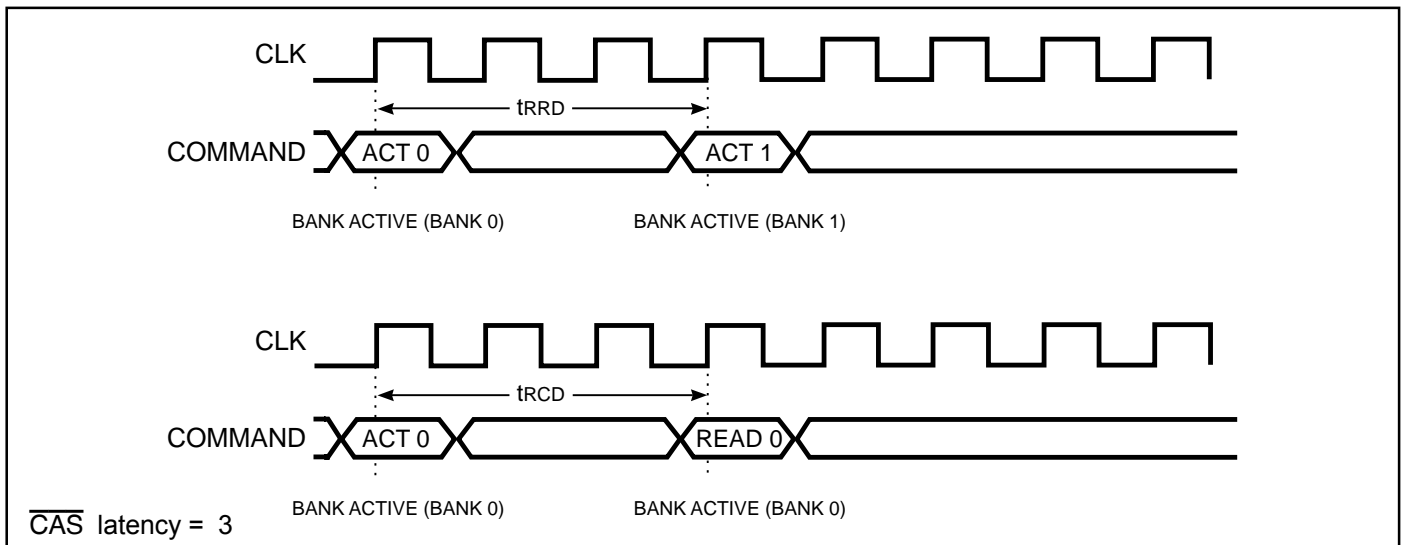 CLK
tRRD
COMMAND ACT 0 ACT 1
BANK ACTIVE (BANK 0) BANK ACTIVE (BANK 1)
CLK
tRCD
COMMAND ACT 0 READ 0
BANK ACTIVE (BANK 0) BANK ACTIVE (BANK 0)
CAS latency = 3